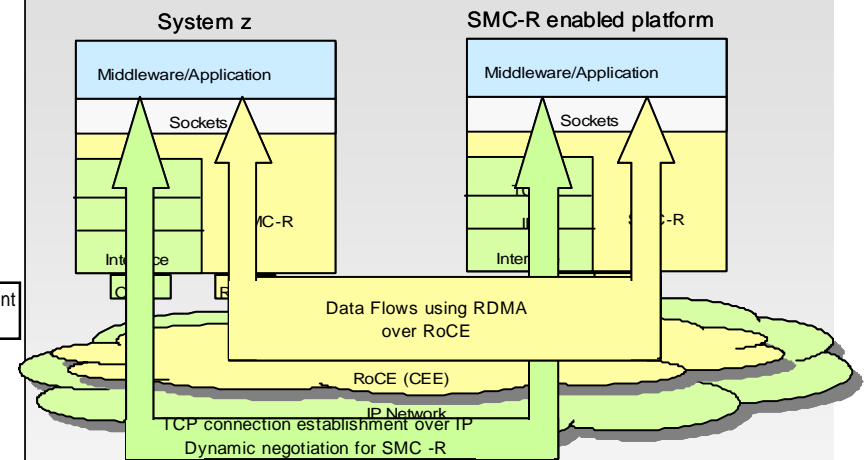 System z
SMC-R enabled platform
Middleware/Application
Middleware/Application
Sockets
Sockets
MC-R
-R
Data Flows using RDMA
over RoCE
RoCE (CEE)
IP Network
TCP connection establishment over IP
Dynamic negotiation for SMC -R